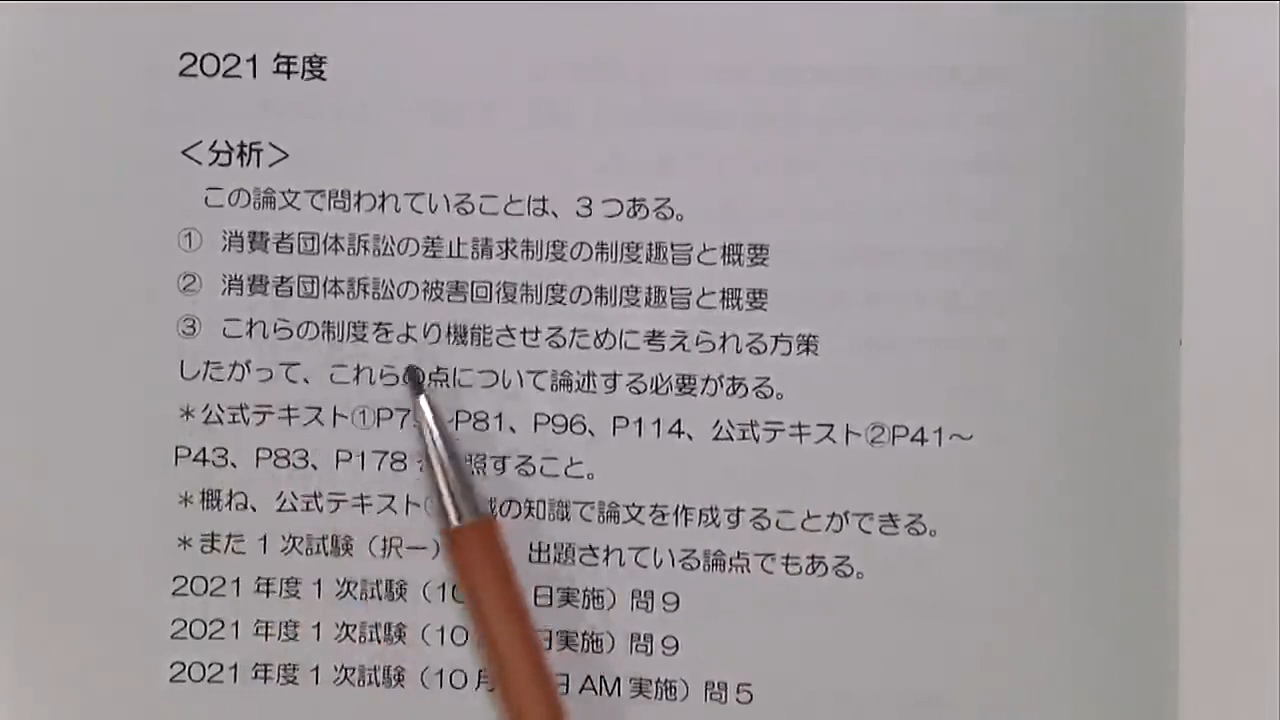 2021 年度
＜分析＞
この論文で問われていることは、3つある。
① 消費者団体訴訟の差止請求制度の制度趣旨と概要
② 消費者団体訴訟の被害回復制度の制度趣旨と概要
③ これらの制度をより機能させるために考えられる方策
したがって、これらの点について論述する必要がある。
＊公式テキスト①P7 P81、P96、P114、公式テキスト②P41～
P43、P83、P178 照すること。
＊概ね、公式テキスト の知識で論文を作成することができる。
＊また1次試験（択一） 出題されている論点でもある。
2021 年度1次試験（10 日実施）問9
2021 年度1次試験（10 日実施）問9
2021 年度1次試験（10月 日AM実施）問5